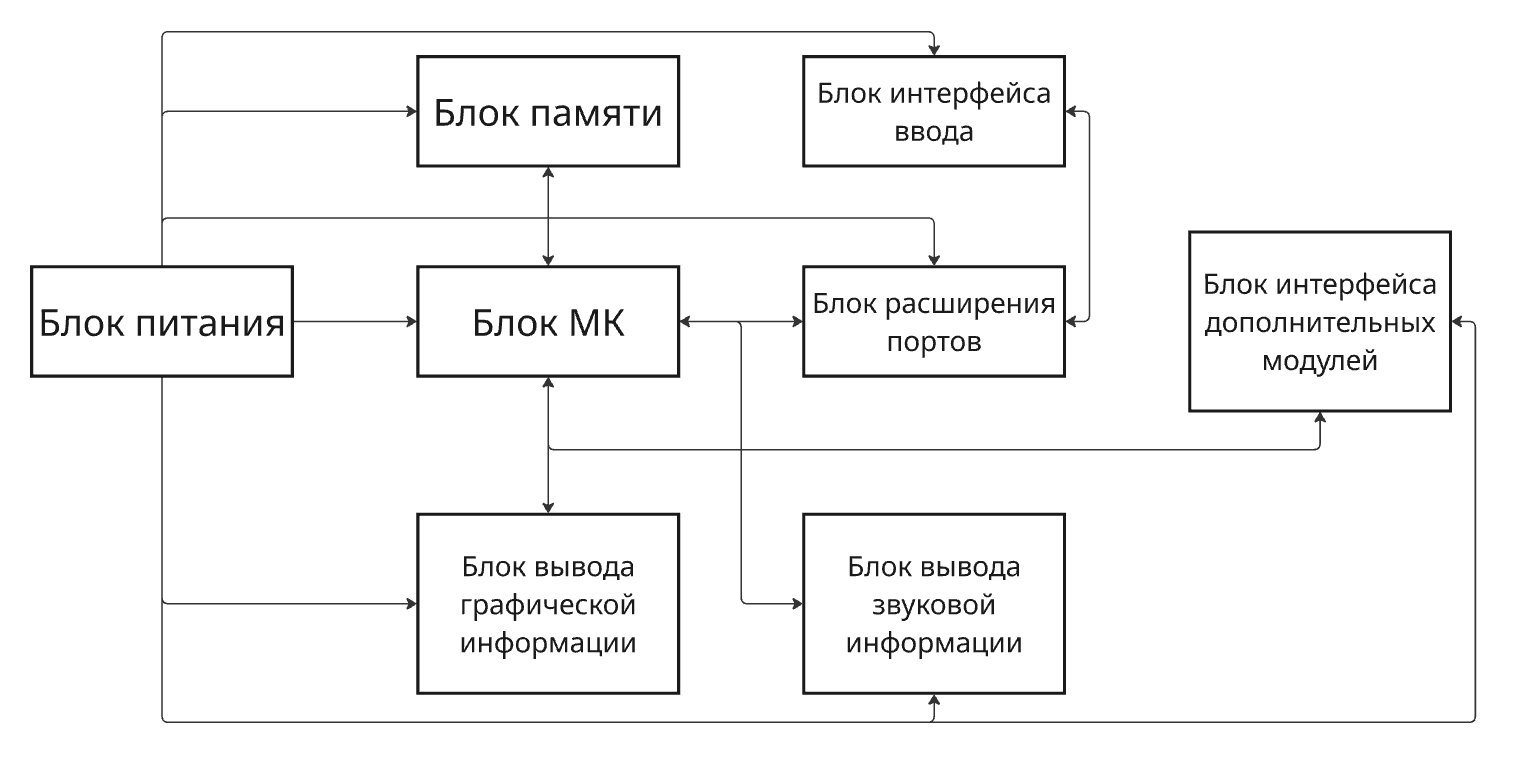 Блок памяти
Блок интерфейса
ввода
Блок питания
Блок МК
Блок расширения
портов
Блок интерфейса
дополнительных
модулей
Блок вывода
графической
информации
Блок вывода
звуковой
информации